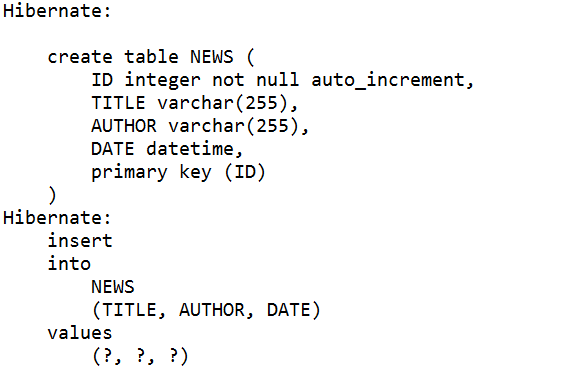 Hibernate:
create table NEWS (
ID integer not null auto_increment,
TITLE varchar(255),
AUTHOR varchar(255),
DATE datetime,
primary key (ID)
)
Hibernate:
insert
into
NEWS
(TITLE, AUTHOR, DATE)
values
(?, ?, ?)